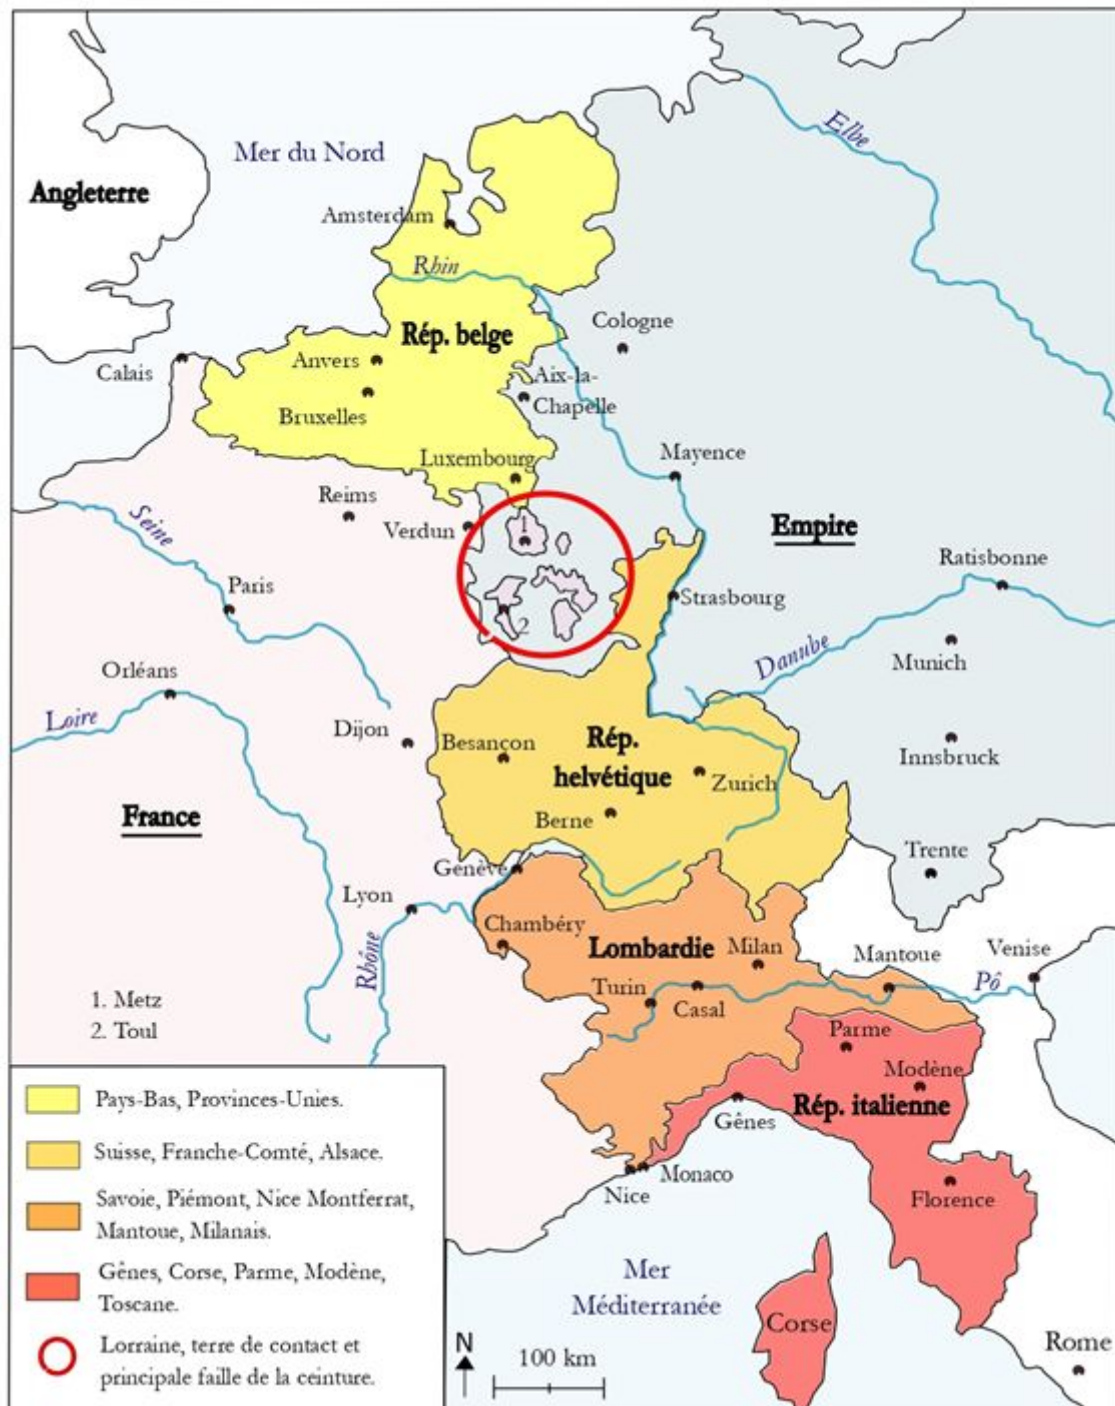 Mer du Nord
Elbe
Angleterre
Amsterdam
Rhin
Cologne
Rép. belge
Calais
Anvers
Aix-la-
Chapelle
Bruxelles
Luxembourg
Mayence
Reims
Seine
Verdun
1
Empire
Ratisbonne
Paris
Strasbourg
2
Danube
Munich
Orléans
Loire
Dijon
Besançon
Rép.
helvétique
Innsbruck
Zurich
France
Berne
Trente
Genève
Lyon
Chambéry
Rhône
Lombardie
Milan
Mantoue
Venise
Pô
Turin
Casal
1. Metz
2. Toul
Parme
Modène
Rép. italienne
Gênes
Monaco
Nice
Florence
Mer
Méditerranée
Corse
Rome
N
100 km
Pays-Bas, Provinces-Unies.
Suisse, Franche-Comté, Alsace.
Savoie, Piémont, Nice Montferrat,
Mantoue, Milanais.
Gênes, Corse, Parme, Modène,
Toscane.
Lorraine, terre de contact et
principale faille de la ceinture.